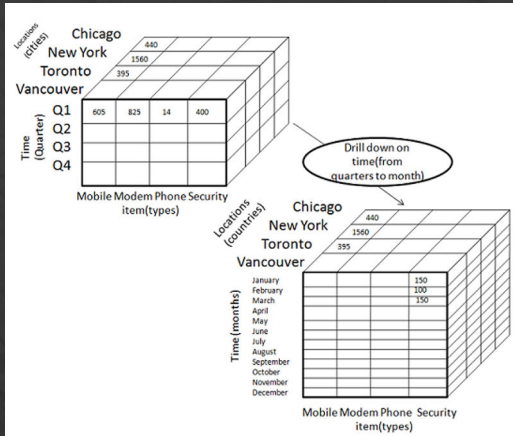 Locations
(cities)
Chicago
New York
Toronto
Vancouver
440
1560
395
Time
(Quarter)
Q1
Q2
Q3
Q4
605 825 14 400
Mobile Modem Phone Security
item(types)
Drill down on
time(from
quarters to month)
Locations
(countries)
Chicago
New York
Toronto
Vancouver
440
1560
395
Time(months)
January
February
March
April
May
June
July
August
September
October
November
December
150
100
150
Mobile Modem Phone Security
item(types)